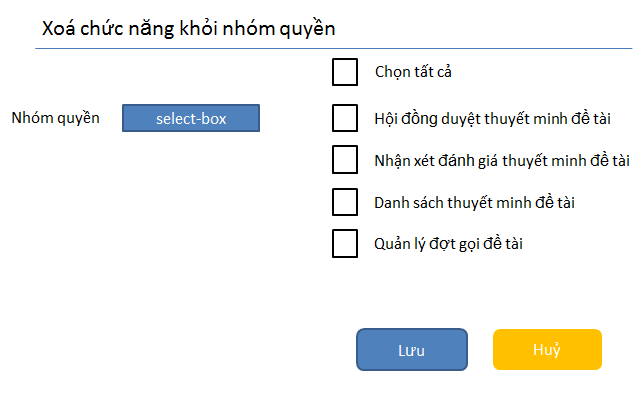 Xoá chức năng khỏi nhóm quyền
Chọn tất cả
Nhóm quyền
select-box
Hội đồng duyệt thuyết minh đề tài
Nhận xét đánh giá thuyết minh đề tài
Danh sách thuyết minh đề tài
Quản lý đợt gọi đề tài
Lưu
Huỷ